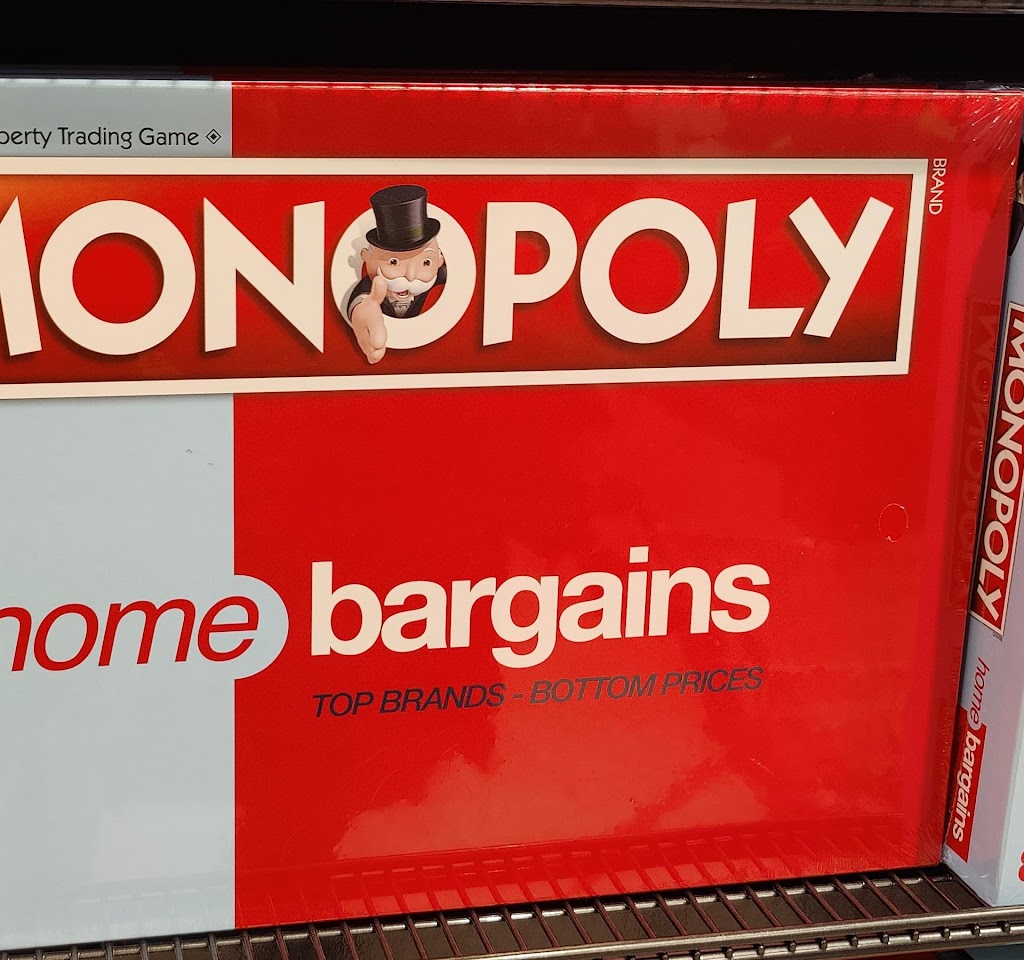 perty Trading Game
MONOPOLY
BRAND
home bargains
TOP BRANDS - BOTTOM PRICES
MONOPOLY
home bargains